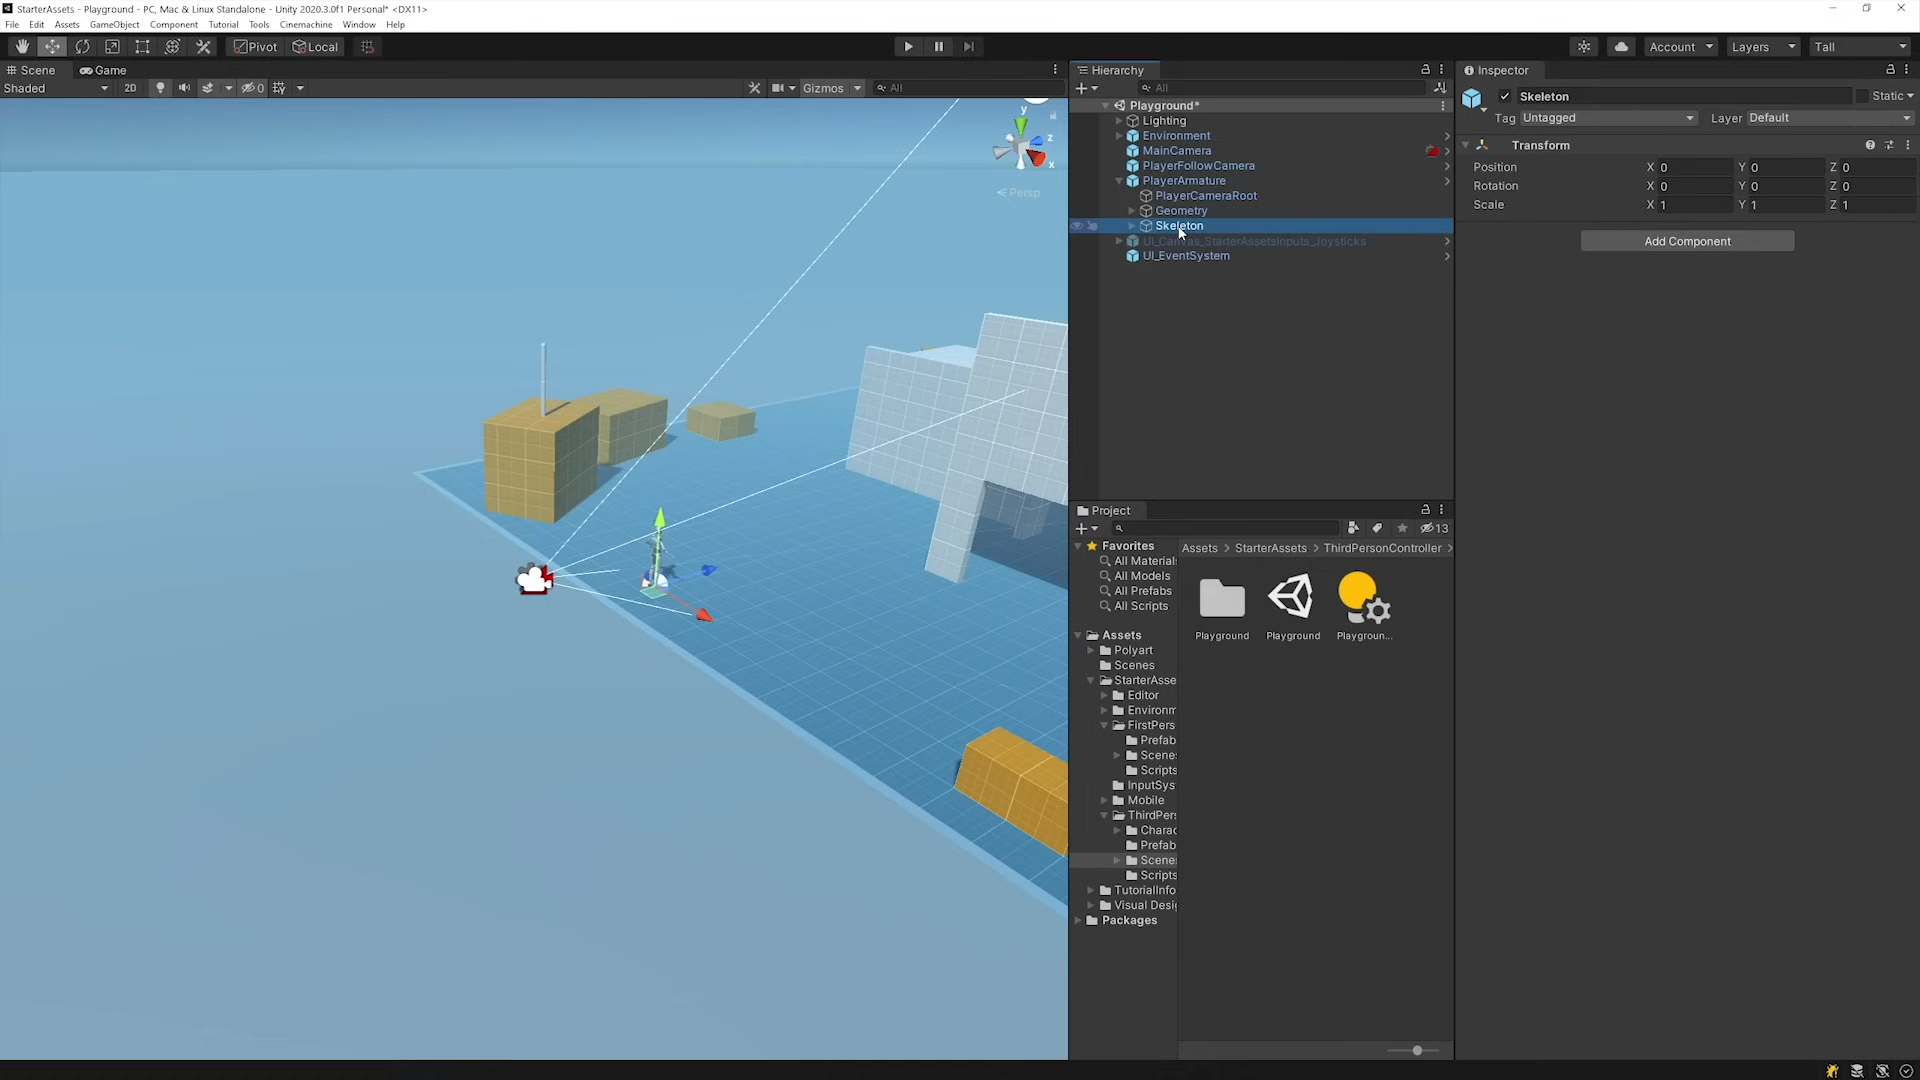 StarterAssets - Playground - PC, Mac & Linux Standalone - Unity 2020.3.0f1 Personal* <DX11>
File Edit Assets GameObject Component Tutorial Tools Cinemachine Window Help
Pivot Local Account Layers Tall
Scene Game
Shaded 2D 0 Gizmos All
y
z
x
Persp
Hierarchy
All
Playground*
Lighting
Environment
MainCamera
PlayerFollowCamera
PlayerArmature
PlayerCameraRoot
Geometry
Skeleton
UI_Canvas_StarterAssetsInputs_Joysticks
UI_EventSystem
Project
13
Favorites
All Material
All Models
All Prefabs
All Scripts
Assets
Polyart
Scenes
StarterAsse
Editor
Environm
FirstPers
Prefab
Scene
Scripts
InputSys
Mobile
ThirdPers
Charac
Prefab
Scene
Scripts
TutorialInfo
Visual Desi
Packages
Assets > StarterAssets > ThirdPersonController >
Playground Playground Playgroun...
Inspector
Skeleton Static
Tag Untagged Layer Default
Transform
Position X 0 Y 0 Z 0
Rotation X 0 Y 0 Z 0
Scale X 1 Y 1 Z 1
Add Component